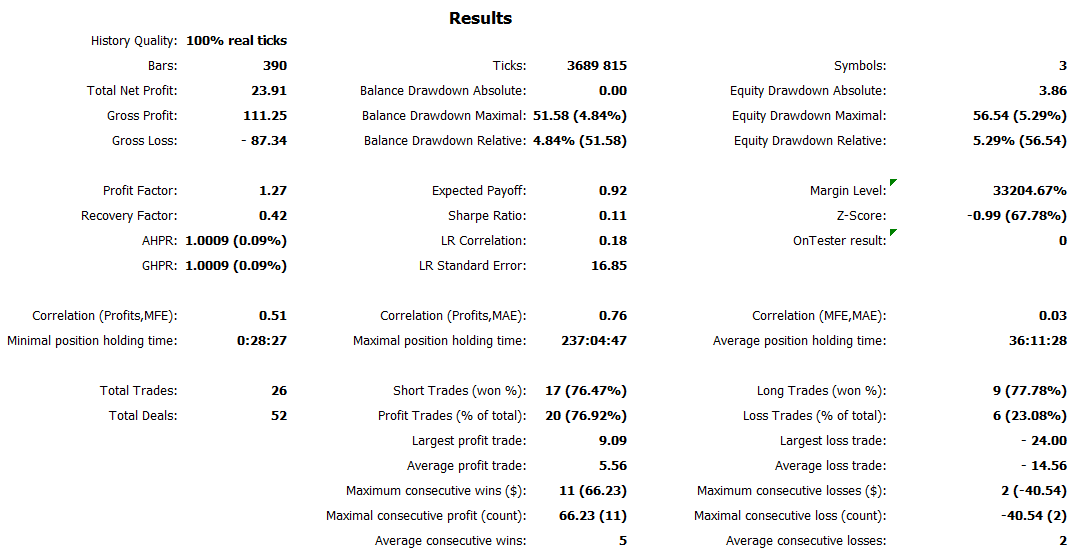 Results
History Quality: 100% real ticks
Bars: 390 Ticks: 3689 815 Symbols: 3
Total Net Profit: 23.91 Balance Drawdown Absolute: 0.00 Equity Drawdown Absolute: 3.86
Gross Profit: 111.25 Balance Drawdown Maximal: 51.58 (4.84%) Equity Drawdown Maximal: 56.54 (5.29%)
Gross Loss: - 87.34 Balance Drawdown Relative: 4.84% (51.58) Equity Drawdown Relative: 5.29% (56.54)
Profit Factor: 1.27 Expected Payoff: 0.92 Margin Level: 33204.67%
Recovery Factor: 0.42 Sharpe Ratio: 0.11 Z-Score: -0.99 (67.78%)
AHPR: 1.0009 (0.09%) LR Correlation: 0.18 OnTester result: 0
GHPR: 1.0009 (0.09%) LR Standard Error: 16.85
Correlation (Profits,MFE): 0.51 Correlation (Profits,MAE): 0.76 Correlation (MFE,MAE): 0.03
Minimal position holding time: 0:28:27 Maximal position holding time: 237:04:47 Average position holding time: 36:11:28
Total Trades: 26 Short Trades (won %): 17 (76.47%) Long Trades (won %): 9 (77.78%)
Total Deals: 52 Profit Trades (% of total): 20 (76.92%) Loss Trades (% of total): 6 (23.08%)
Largest profit trade: 9.09 Largest loss trade: - 24.00
Average profit trade: 5.56 Average loss trade: - 14.56
Maximum consecutive wins ($): 11 (66.23) Maximum consecutive losses ($): 2 (-40.54)
Maximal consecutive profit (count): 66.23 (11) Maximal consecutive loss (count): -40.54 (2)
Average consecutive wins: 5 Average consecutive losses: 2